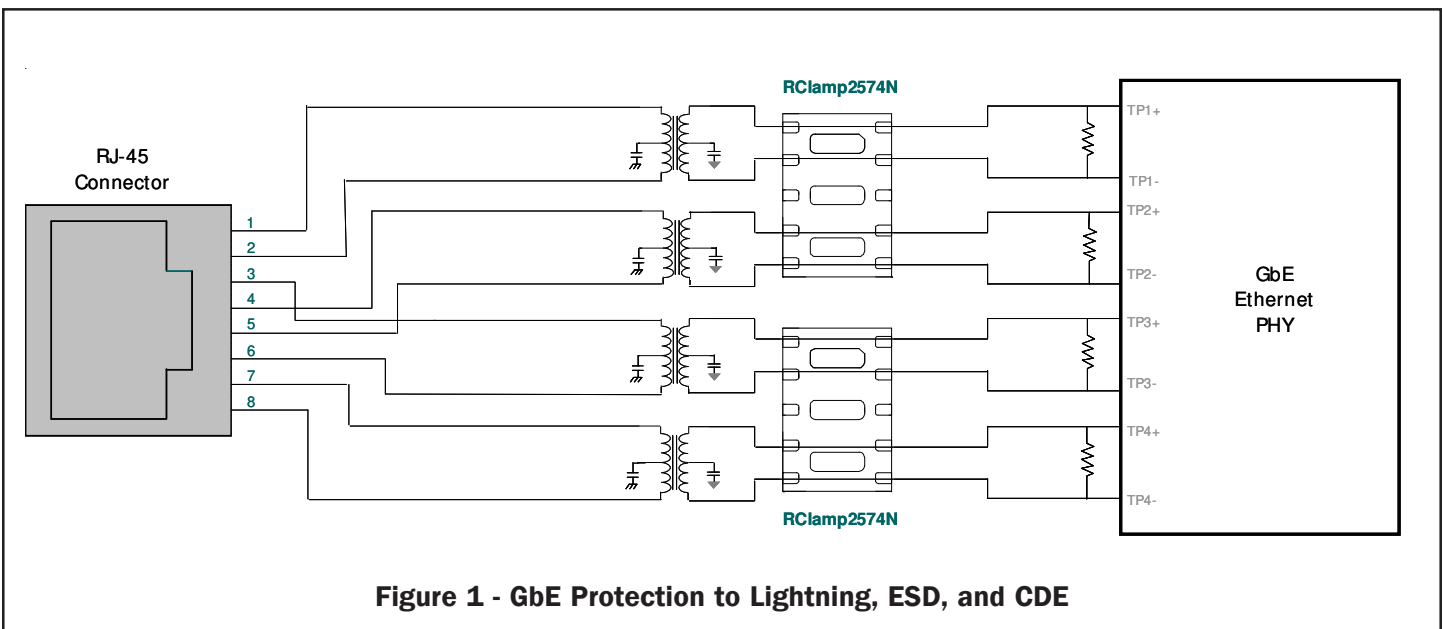 RClamp2574N
RJ-45
Connector
1
2
3
4
5
6
7
8
TP1+
TP1-
TP2+
TP2-
TP3+
TP3-
TP4+
TP4-
GbE
Ethernet
PHY
RClamp2574N
Figure 1 - GbE Protection to Lightning, ESD, and CDE